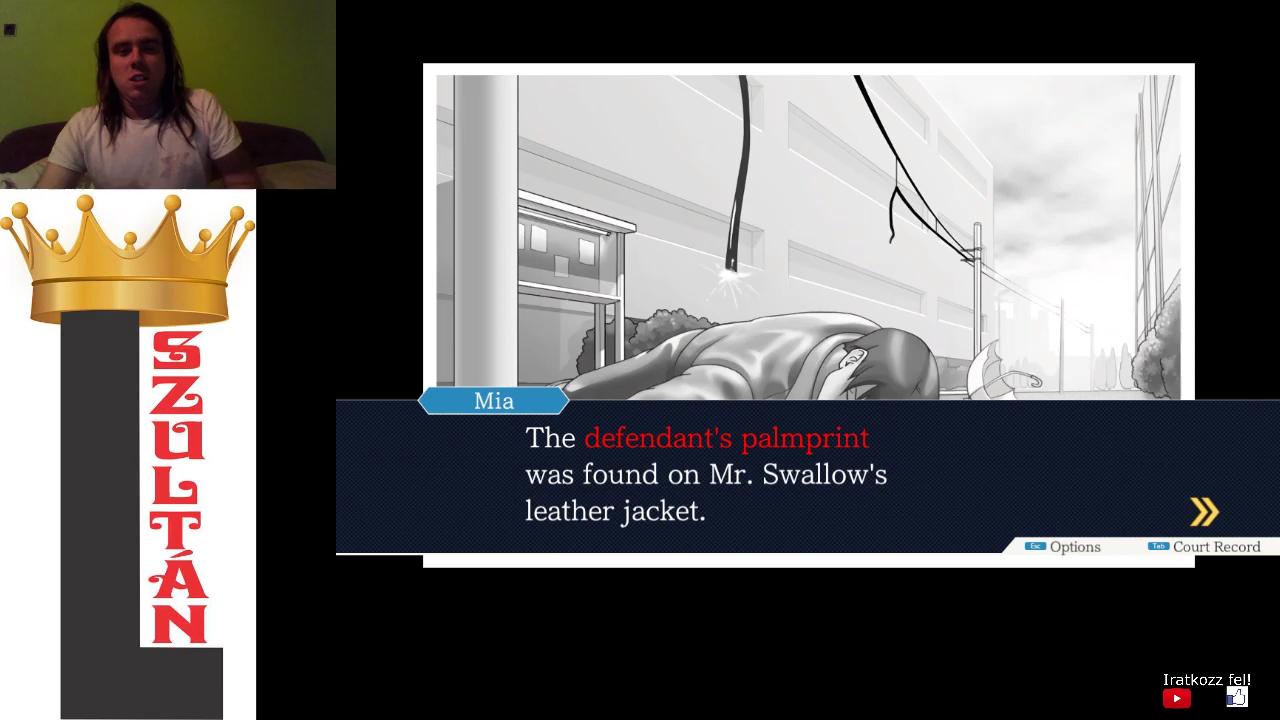 L
SZULTÁN
Mia
The defendant's palmprint
was found on Mr. Swallow's
leather jacket.
Esc Options
Tab Court Record
Iratkozz fel!